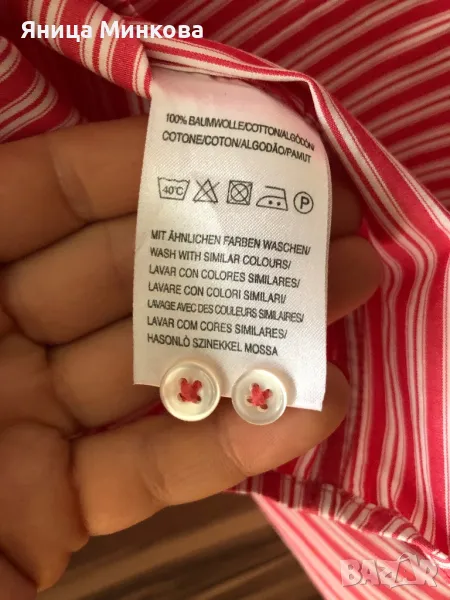 Яница Минкова
100% BAUMWOLLE/COTTON/ALGODÓN/
COTONE/COTON/ALGODÃO/PAMUT
40°C P
MIT ÄHNLICHEN FARBEN WASCHEN/
WASH WITH SIMILAR COLOURS/
LAVAR CON COLORES SIMILARES/
LAVARE CON COLORI SIMILARI/
LAVAGE AVEC DES COULEURS SIMILAIRES/
LAVAR COM CORES SIMILARES/
HASONLÓ SZINEKKEL MOSSA
BAZAR
bg